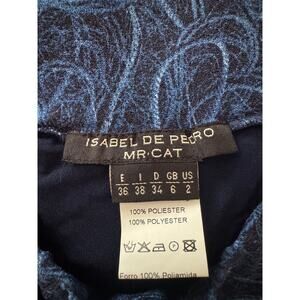 ISABEL DE PEDRO
MR·CAT
E I D GB US
36 38 34 6 2
100% POLIESTER
100% POLYESTER
Forro 100% Poliamida